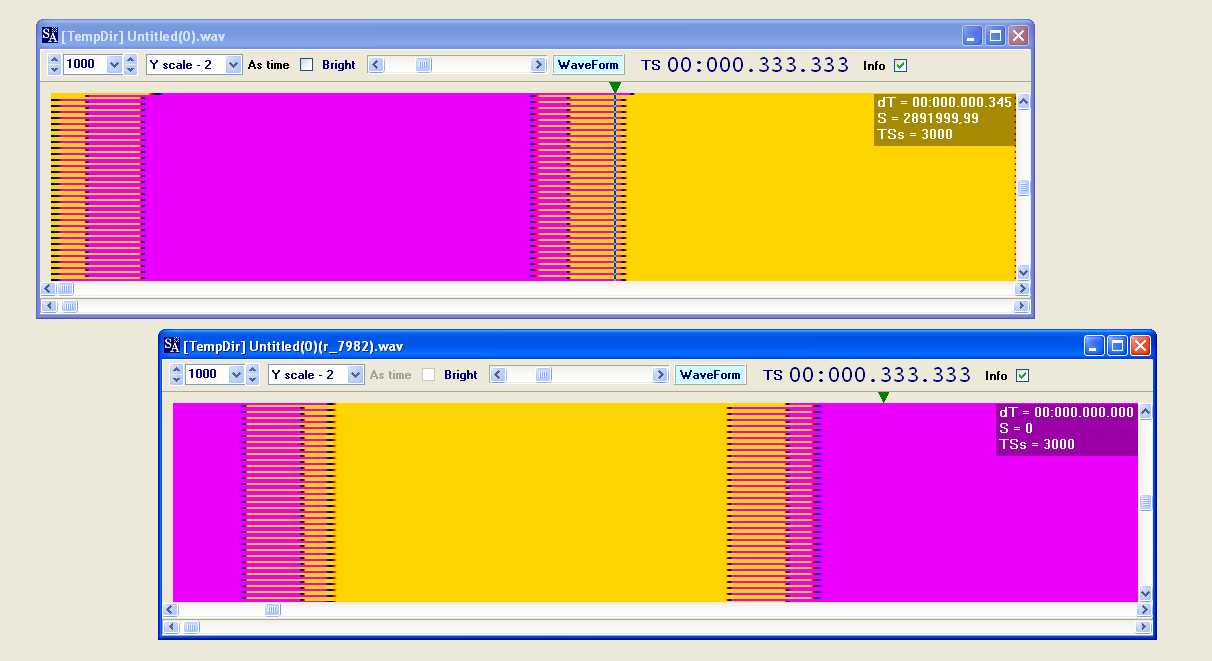 SA [TempDir] Untitled(0).wav
1000 Y scale - 2 As time Bright WaveForm TS 00:000.333.333 Info
dT = 00:000.000.345
S = 2891999,99
TSs = 3000
SA [TempDir] Untitled(0)(r_7982).wav
1000 Y scale - 2 As time Bright WaveForm TS 00:000.333.333 Info
dT = 00:000.000.000
S = 0
TSs = 3000